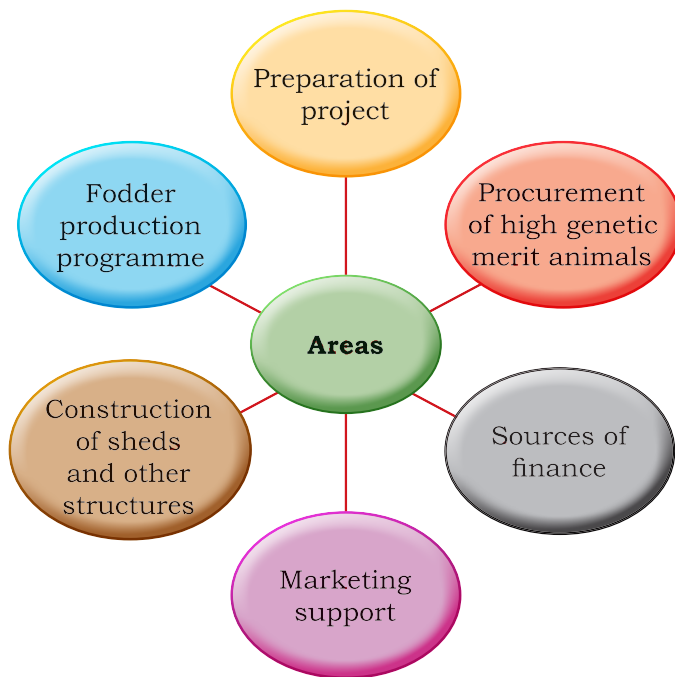 Preparation of
project
Fodder
production
programme
Procurement
of high genetic
merit animals
Areas
Construction
of sheds
and other
structures
Sources of
finance
Marketing
support